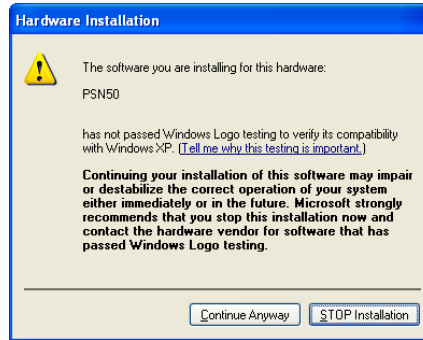 Hardware Installation
The software you are installing for this hardware:
PSN50
has not passed Windows Logo testing to verify its compatibility
with Windows XP. (Tell me why this testing is important.)
Continuing your installation of this software may impair
or destabilize the correct operation of your system
either immediately or in the future. Microsoft strongly
recommends that you stop this installation now and
contact the hardware vendor for software that has
passed Windows Logo testing.
Continue Anyway STOP Installation